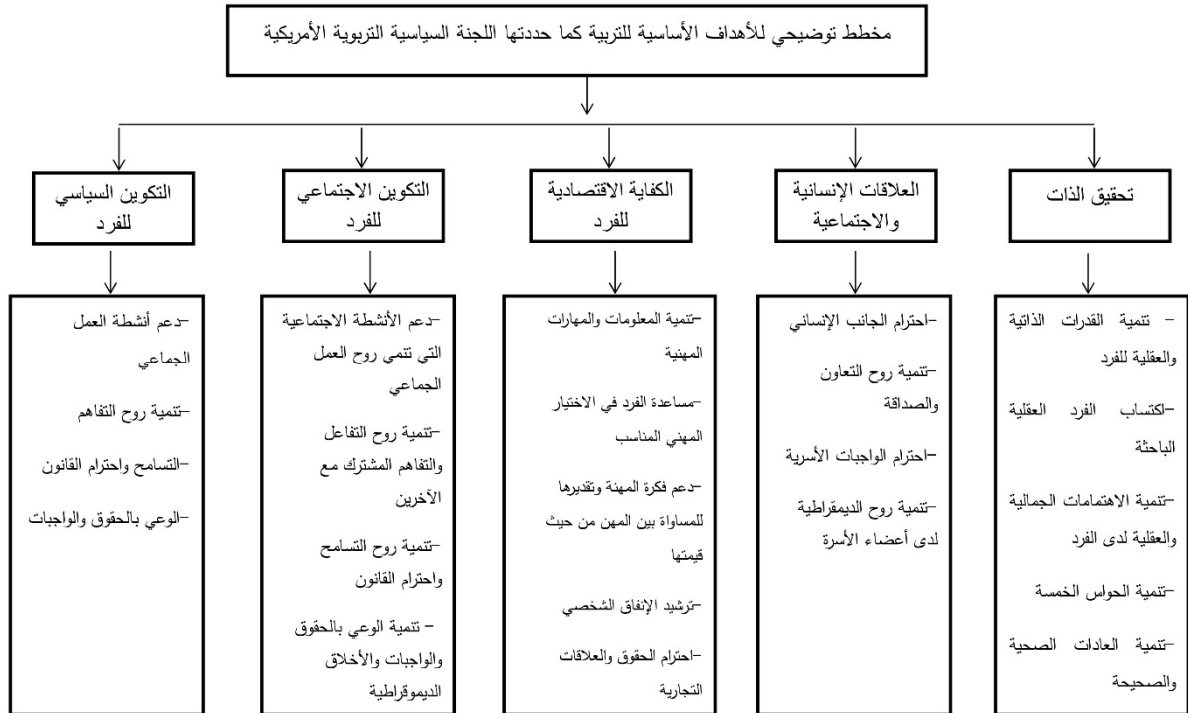 مخطط توضيحي للأهداف الأساسية للتربية كما حددتها اللجنة السياسية التربوية الأمريكية
تحقيق الذات
العلاقات الإنسانية
والاجتماعية
الكفاية الاقتصادية
للفرد
التكوين الاجتماعي
للفرد
التكوين السياسي
للفرد
- تنمية القدرات الذاتية
والعقلية للفرد
-اكتساب الفرد العقلية
الباحثة
-تنمية الاهتمامات الجمالية
والعقلية لدى الفرد
-تنمية الحواس الخمسة
-تنمية العادات الصحية
والصحيحة
-احترام الجانب الإنساني
-تنمية روح التعاون
والصداقة
-احترام الواجبات الأسرية
-تنمية روح الديمقراطية
لدى أعضاء الأسرة
-تنمية المعلومات والمهارات
المهنية
-مساعدة الفرد في الاختيار
المهني المناسب
-دعم فكرة المهنة وتقديرها
للمساواة بين المهن من حيث
قيمتها
-ترشيد الإنفاق الشخصي
-احترام الحقوق والعلاقات
التجارية
-دعم الأنشطة الاجتماعية
التي تنمي روح العمل
الجماعي
-تنمية روح التفاعل
والتفاهم المشترك مع
الآخرين
-تنمية روح التسامح
واحترام القانون
- تنمية الوعي بالحقوق
والواجبات والأخلاق
الديموقراطية
-دعم أنشطة العمل
الجماعي
-تنمية روح التفاهم
-التسامح واحترام القانون
-الوعي بالحقوق والواجبات